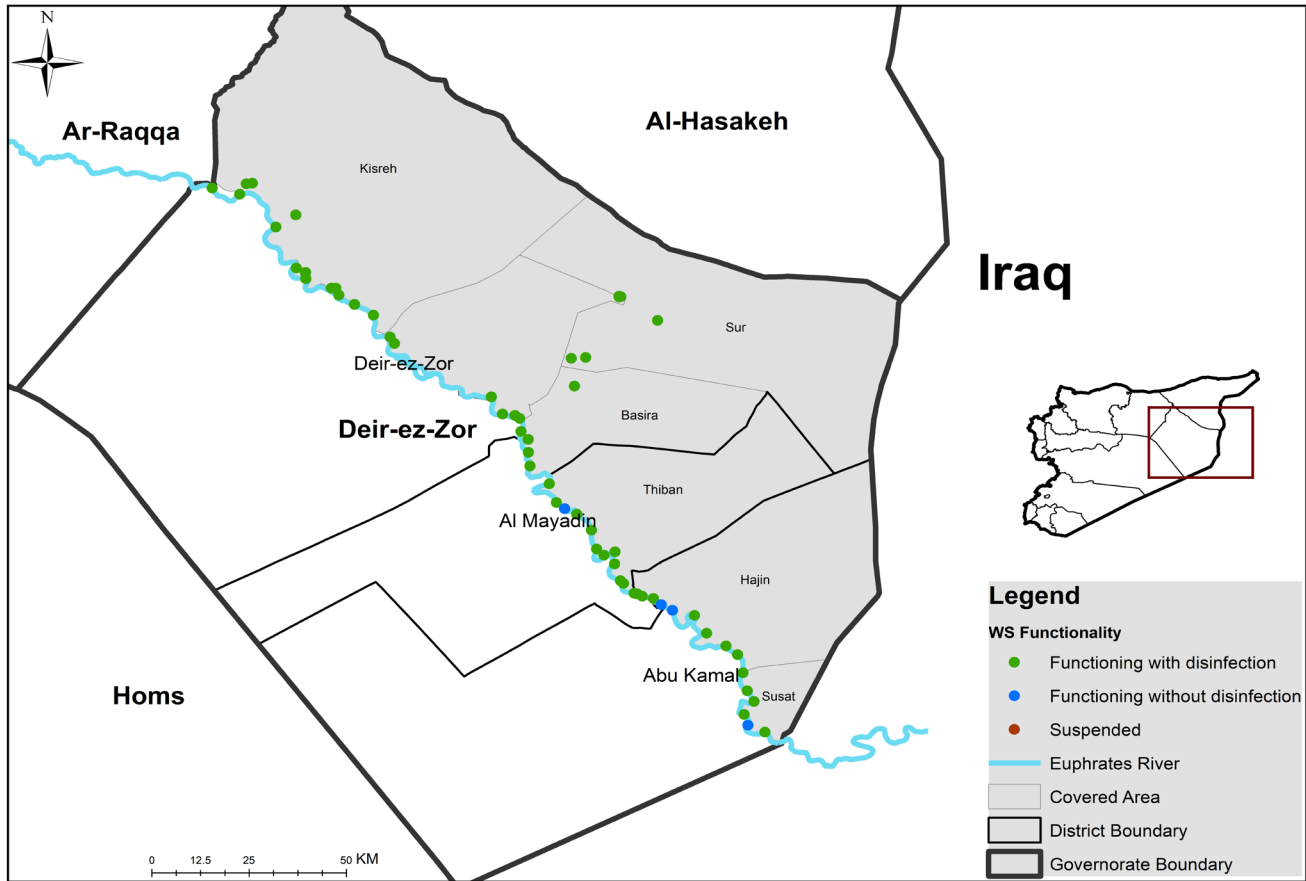 N
Ar-Raqqa
Al-Hasakeh
Kisreh
Iraq
Sur
Deir-ez-Zor
Basira
Deir-ez-Zor
Thiban
Al Mayadin
Hajin
Abu Kamal
Susat
Homs
Legend
WS Functionality
Functioning with disinfection
Functioning without disinfection
Suspended
Euphrates River
Covered Area
District Boundary
Governorate Boundary
0 12.5 25 50 KM